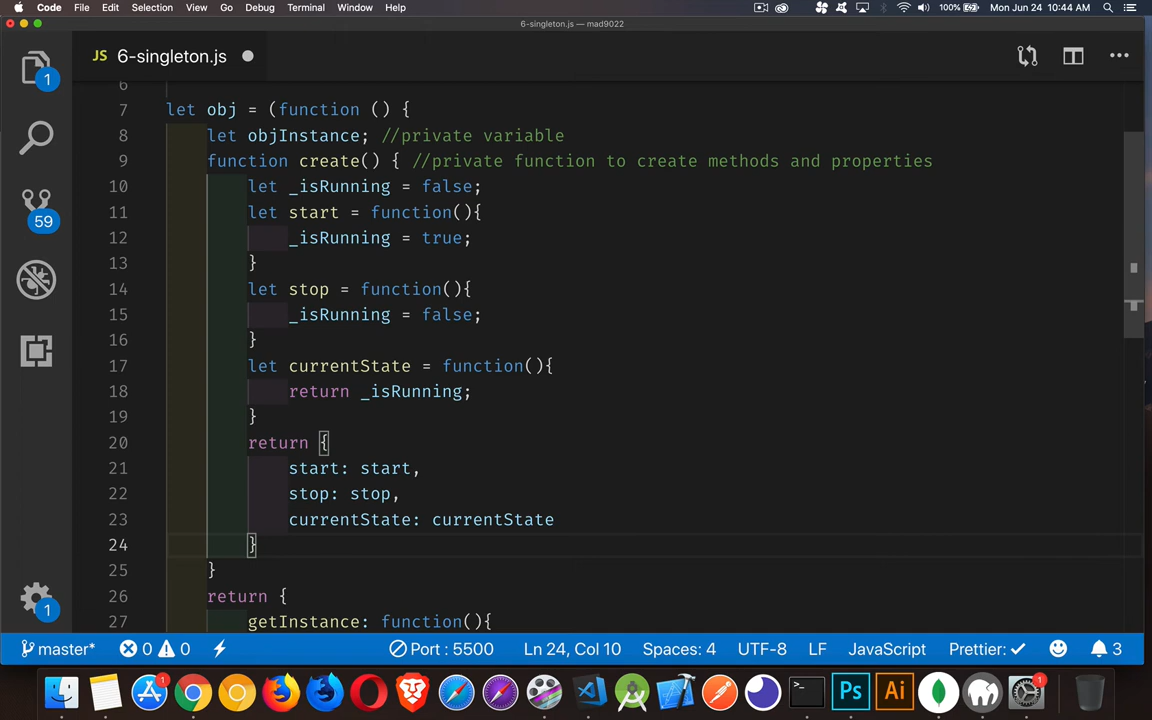 Code File Edit Selection View Go Debug Terminal Window Help 100% Mon Jun 24 10:44 AM
6-singleton.js — mad9022
JS 6-singleton.js
1
59
1
6
7 let obj = (function () {
8 let objInstance; //private variable
9 function create() { //private function to create methods and properties
10 let _isRunning = false;
11 let start = function(){
12 _isRunning = true;
13 }
14 let stop = function(){
15 _isRunning = false;
16 }
17 let currentState = function(){
18 return _isRunning;
19 }
20 return {
21 start: start,
22 stop: stop,
23 currentState: currentState
24 }
25 }
26 return {
27 getInstance: function(){
master* 0 0 Port : 5500 Ln 24, Col 10 Spaces: 4 UTF-8 LF JavaScript Prettier: ✓ 3
1 >_ Ps Ai 1